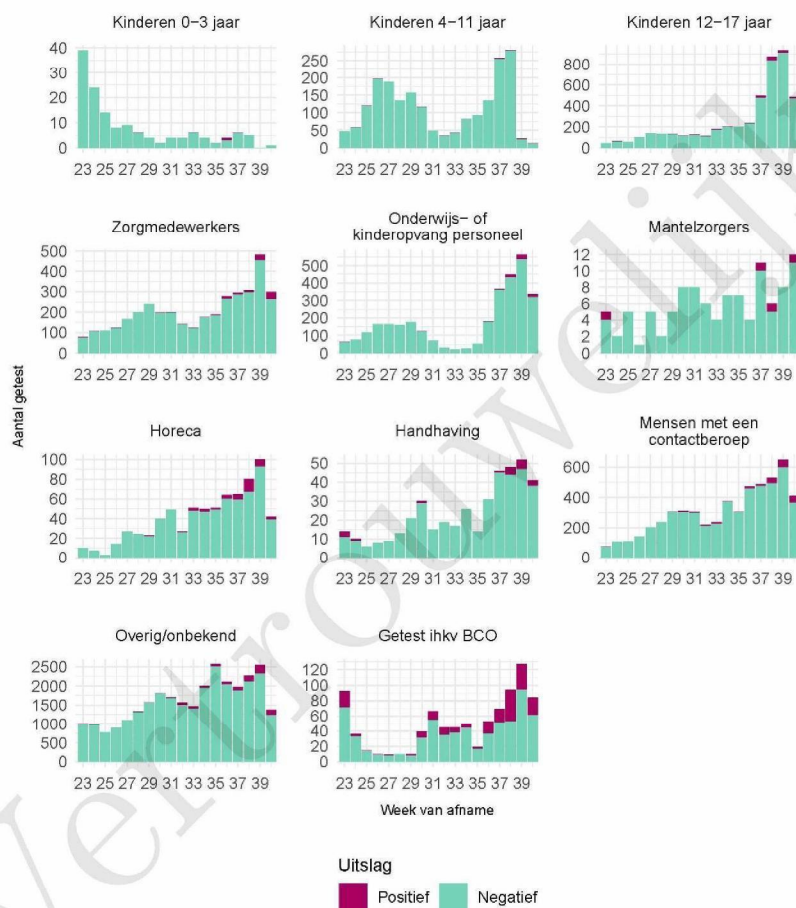 Kinderen 0−3 jaar
Kinderen 4−11 jaar
Kinderen 12−17 jaar
40
30
20
10
0
250
200
150
100
50
0
800
600
400
200
0
23 25 27 29 31 33 35 37 39
23 25 27 29 31 33 35 37 39
23 25 27 29 31 33 35 37 39
Zorgmedewerkers
Onderwijs− of
kinderopvang personeel
Mantelzorgers
500
400
300
200
100
0
500
400
300
200
100
0
12
10
8
6
4
2
0
23 25 27 29 31 33 35 37 39
23 25 27 29 31 33 35 37 39
23 25 27 29 31 33 35 37 39
Aantal getest
Horeca
Handhaving
Mensen met een
contactberoep
100
80
60
40
20
0
50
40
30
20
10
0
600
400
200
0
23 25 27 29 31 33 35 37 39
23 25 27 29 31 33 35 37 39
23 25 27 29 31 33 35 37 39
Overig/onbekend
Getest ihkv BCO
2500
2000
1500
1000
500
0
120
100
80
60
40
20
0
23 25 27 29 31 33 35 37 39
23 25 27 29 31 33 35 37 39
Week van afname
Uitslag
Positief
Negatief
Vertrouwelijk